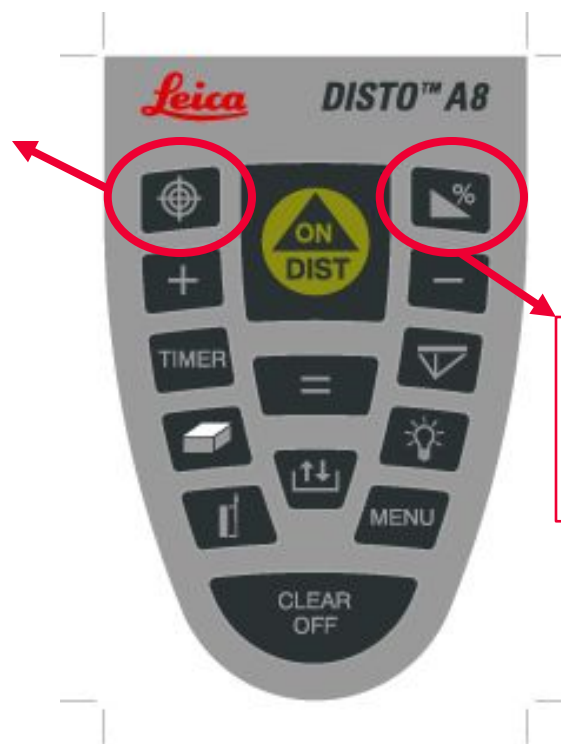 Leica DISTO™ A8
%
ON
DIST
+ −
TIMER
=
MENU
CLEAR
OFF